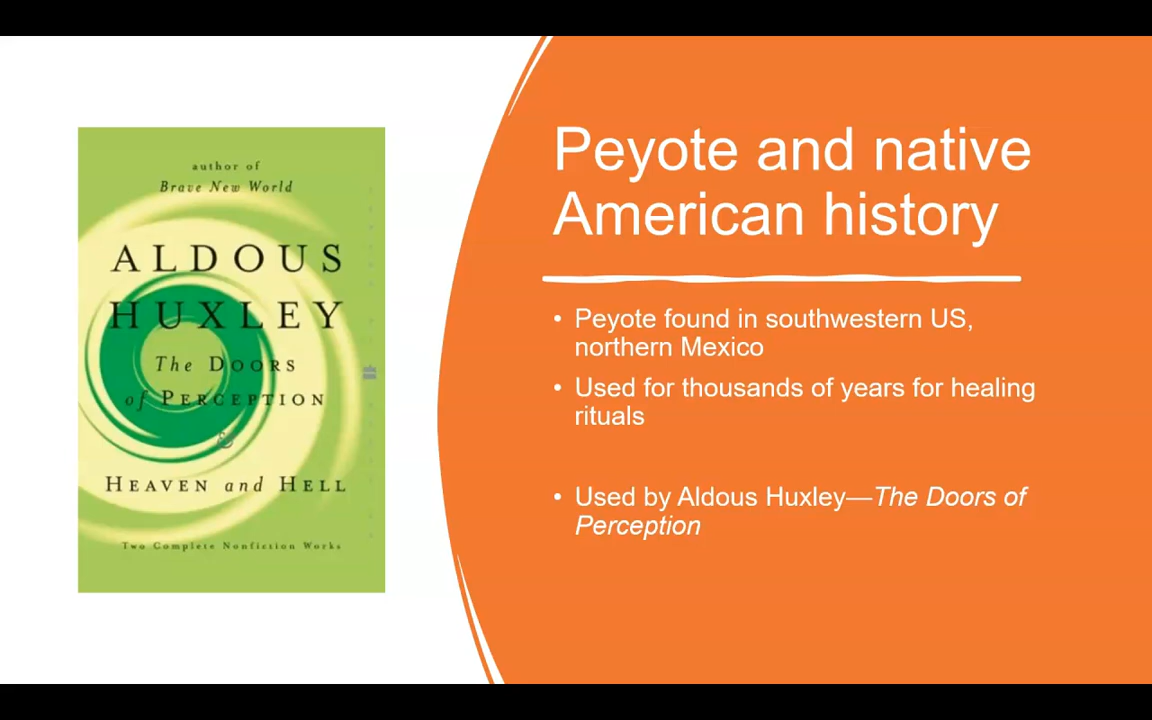 author of
Brave New World
ALDOUS
HUXLEY
The DOORS
of PERCEPTION
&
HEAVEN and HELL
Two Complete Nonfiction Works
Peyote and native
American history
• Peyote found in southwestern US,
northern Mexico
• Used for thousands of years for healing
rituals
• Used by Aldous Huxley—The Doors of
Perception